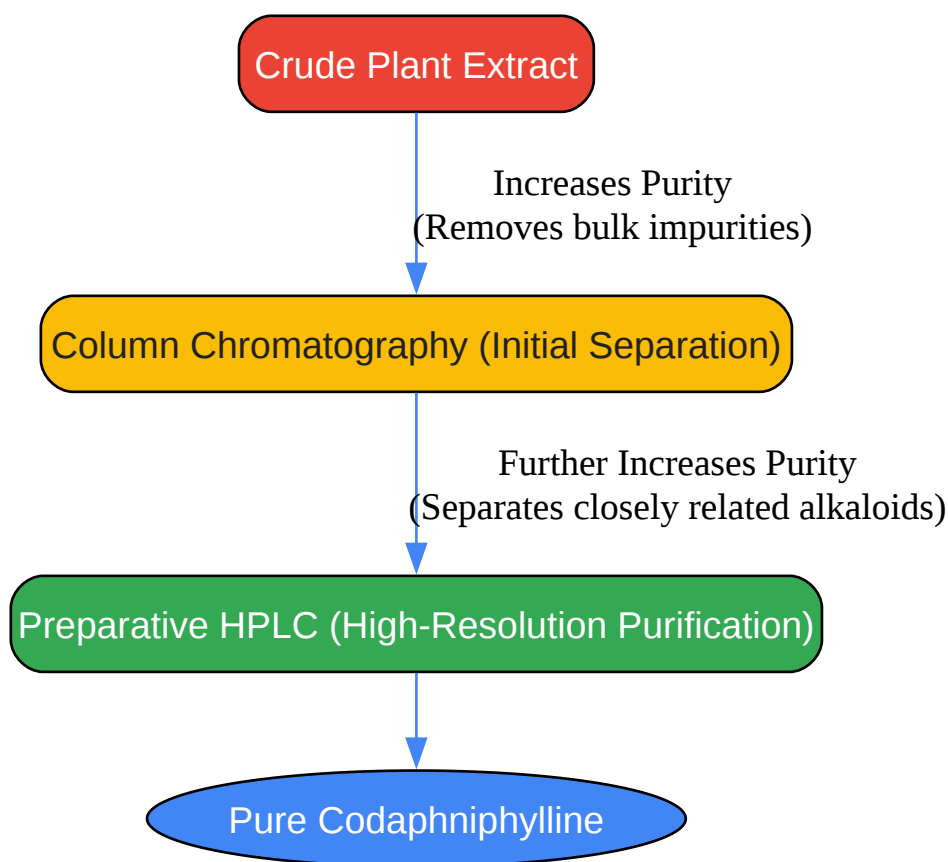 Crude Plant Extract
Increases Purity
(Removes bulk impurities)
Column Chromatography (Initial Separation)
Further Increases Purity
(Separates closely related alkaloids)
Preparative HPLC (High-Resolution Purification)
Pure Codaphniphylline